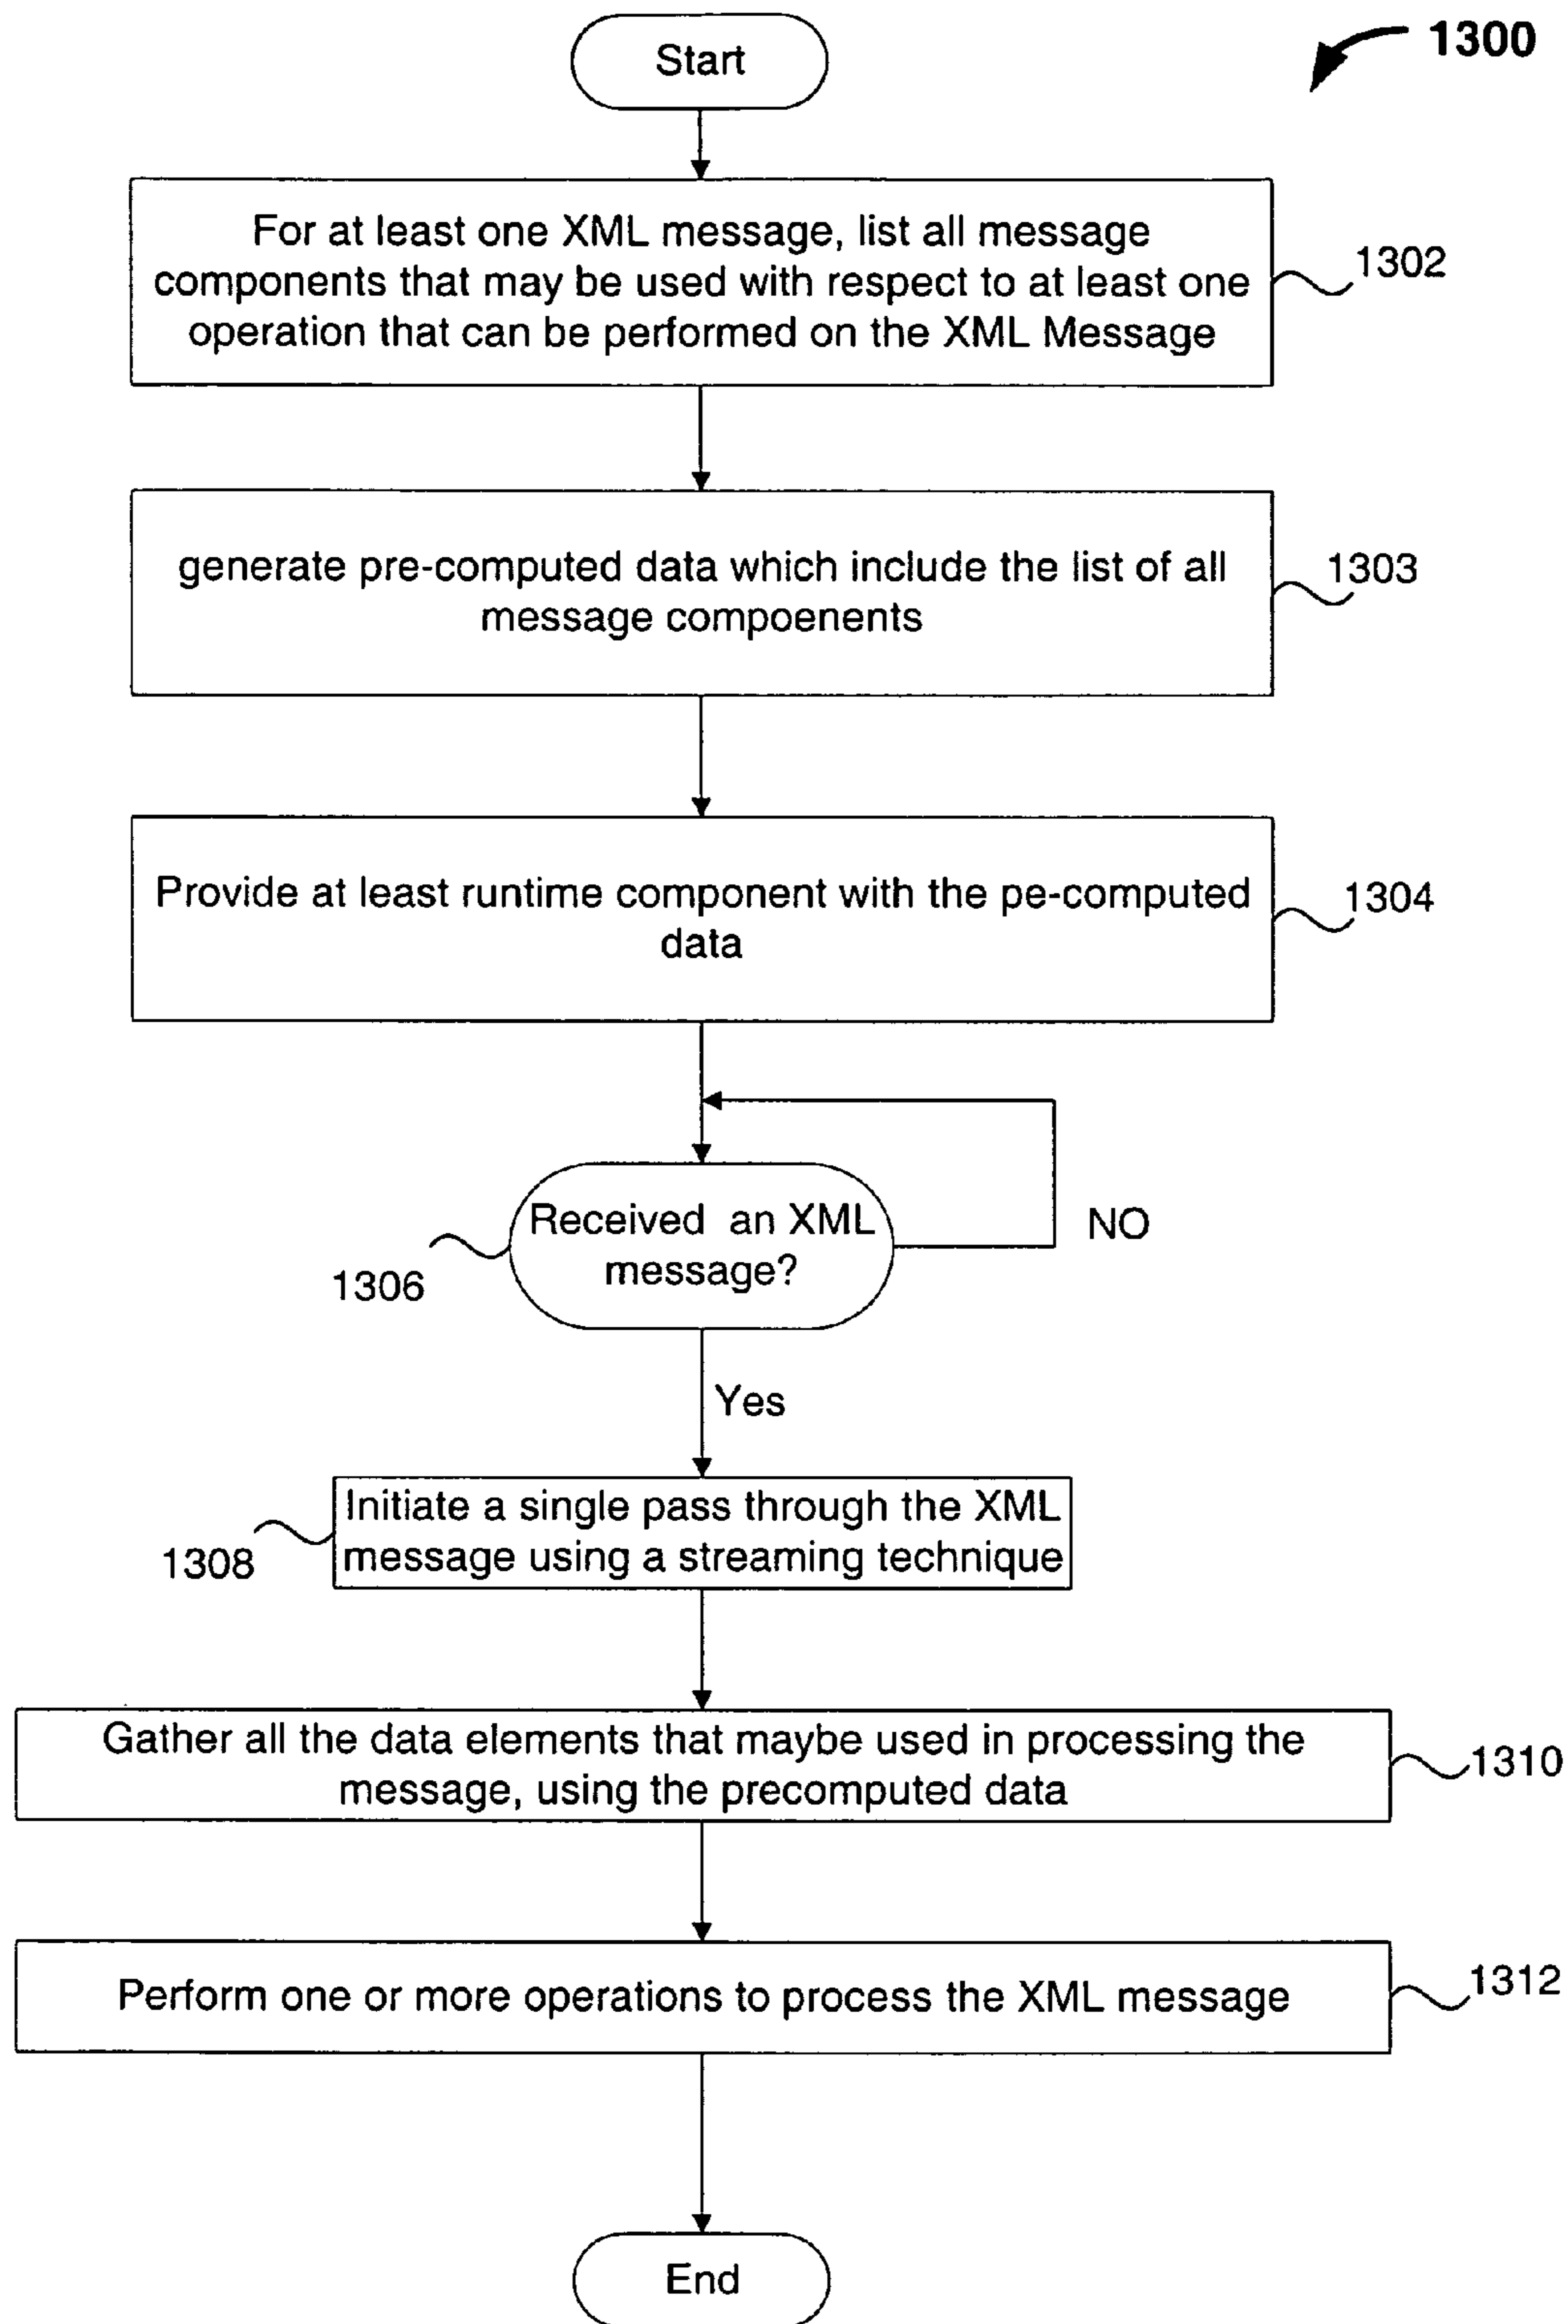 Start
1300
For at least one XML message, list all message
components that may be used with respect to at least one
operation that can be performed on the XML Message
1302
generate pre-computed data which include the list of all
message compoenents
1303
Provide at least runtime component with the pe-computed
data
1304
Received an XML
message?
NO
1306
Yes
Initiate a single pass through the XML
message using a streaming technique
1308
Gather all the data elements that maybe used in processing the
message, using the precomputed data
1310
Perform one or more operations to process the XML message
1312
End